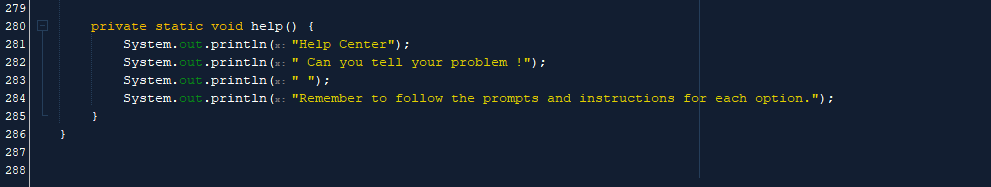 279
280 private static void help() {
281 System.out.println(x: "Help Center");
282 System.out.println(x: " Can you tell your problem !");
283 System.out.println(x: " ");
284 System.out.println(x: "Remember to follow the prompts and instructions for each option.");
285 }
286 }
287
288